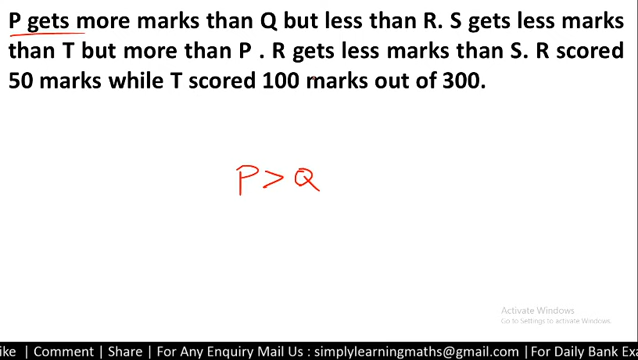 P gets more marks than Q but less than R. S gets less marks
than T but more than P . R gets less marks than S. R scored
50 marks while T scored 100 marks out of 300.
P > Q
Activate Windows
Go to Settings to activate Windows.
ike | Comment | Share | For Any Enquiry Mail Us : simplylearningmaths@gmail.com |For Daily Bank Exa